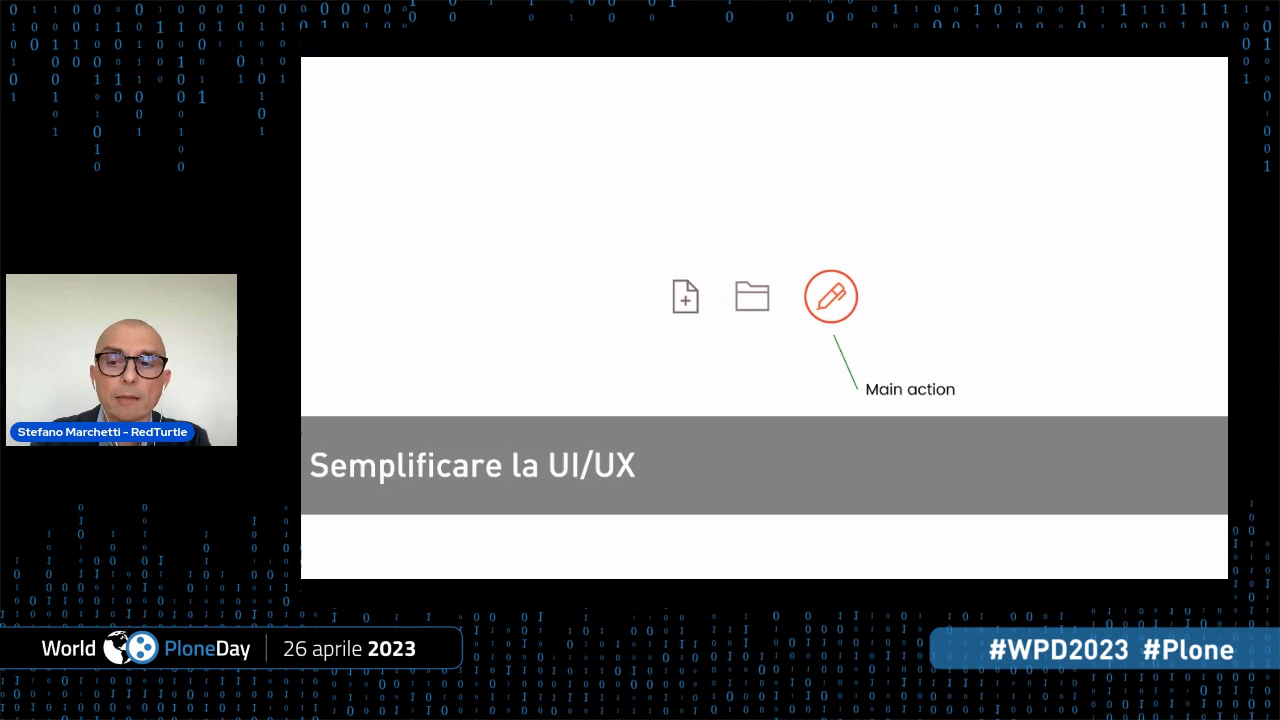 Main action
Semplificare la UI/UX
Stefano Marchetti - RedTurtle
World PloneDay
26 aprile 2023
#WPD2023 #Plone